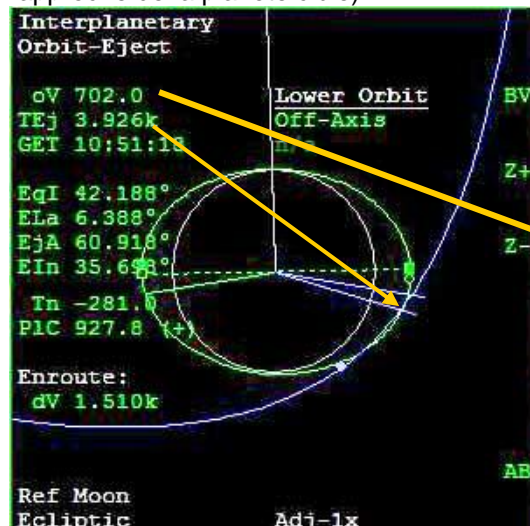 Interplanetary
Orbit-Eject
oV 702.0
TEj 3.926k
GET 10:51:18
EqI 42.188°
ELa 6.388°
EjA 60.918°
EIn
Tn -281.0
PlC 927.8 (+)
Enroute:
dV 1.510k
Ref Moon
Ecliptic
Lower Orbit
Off-Axis
n/a
Adj-1x
BV
Z+
Z-
AB